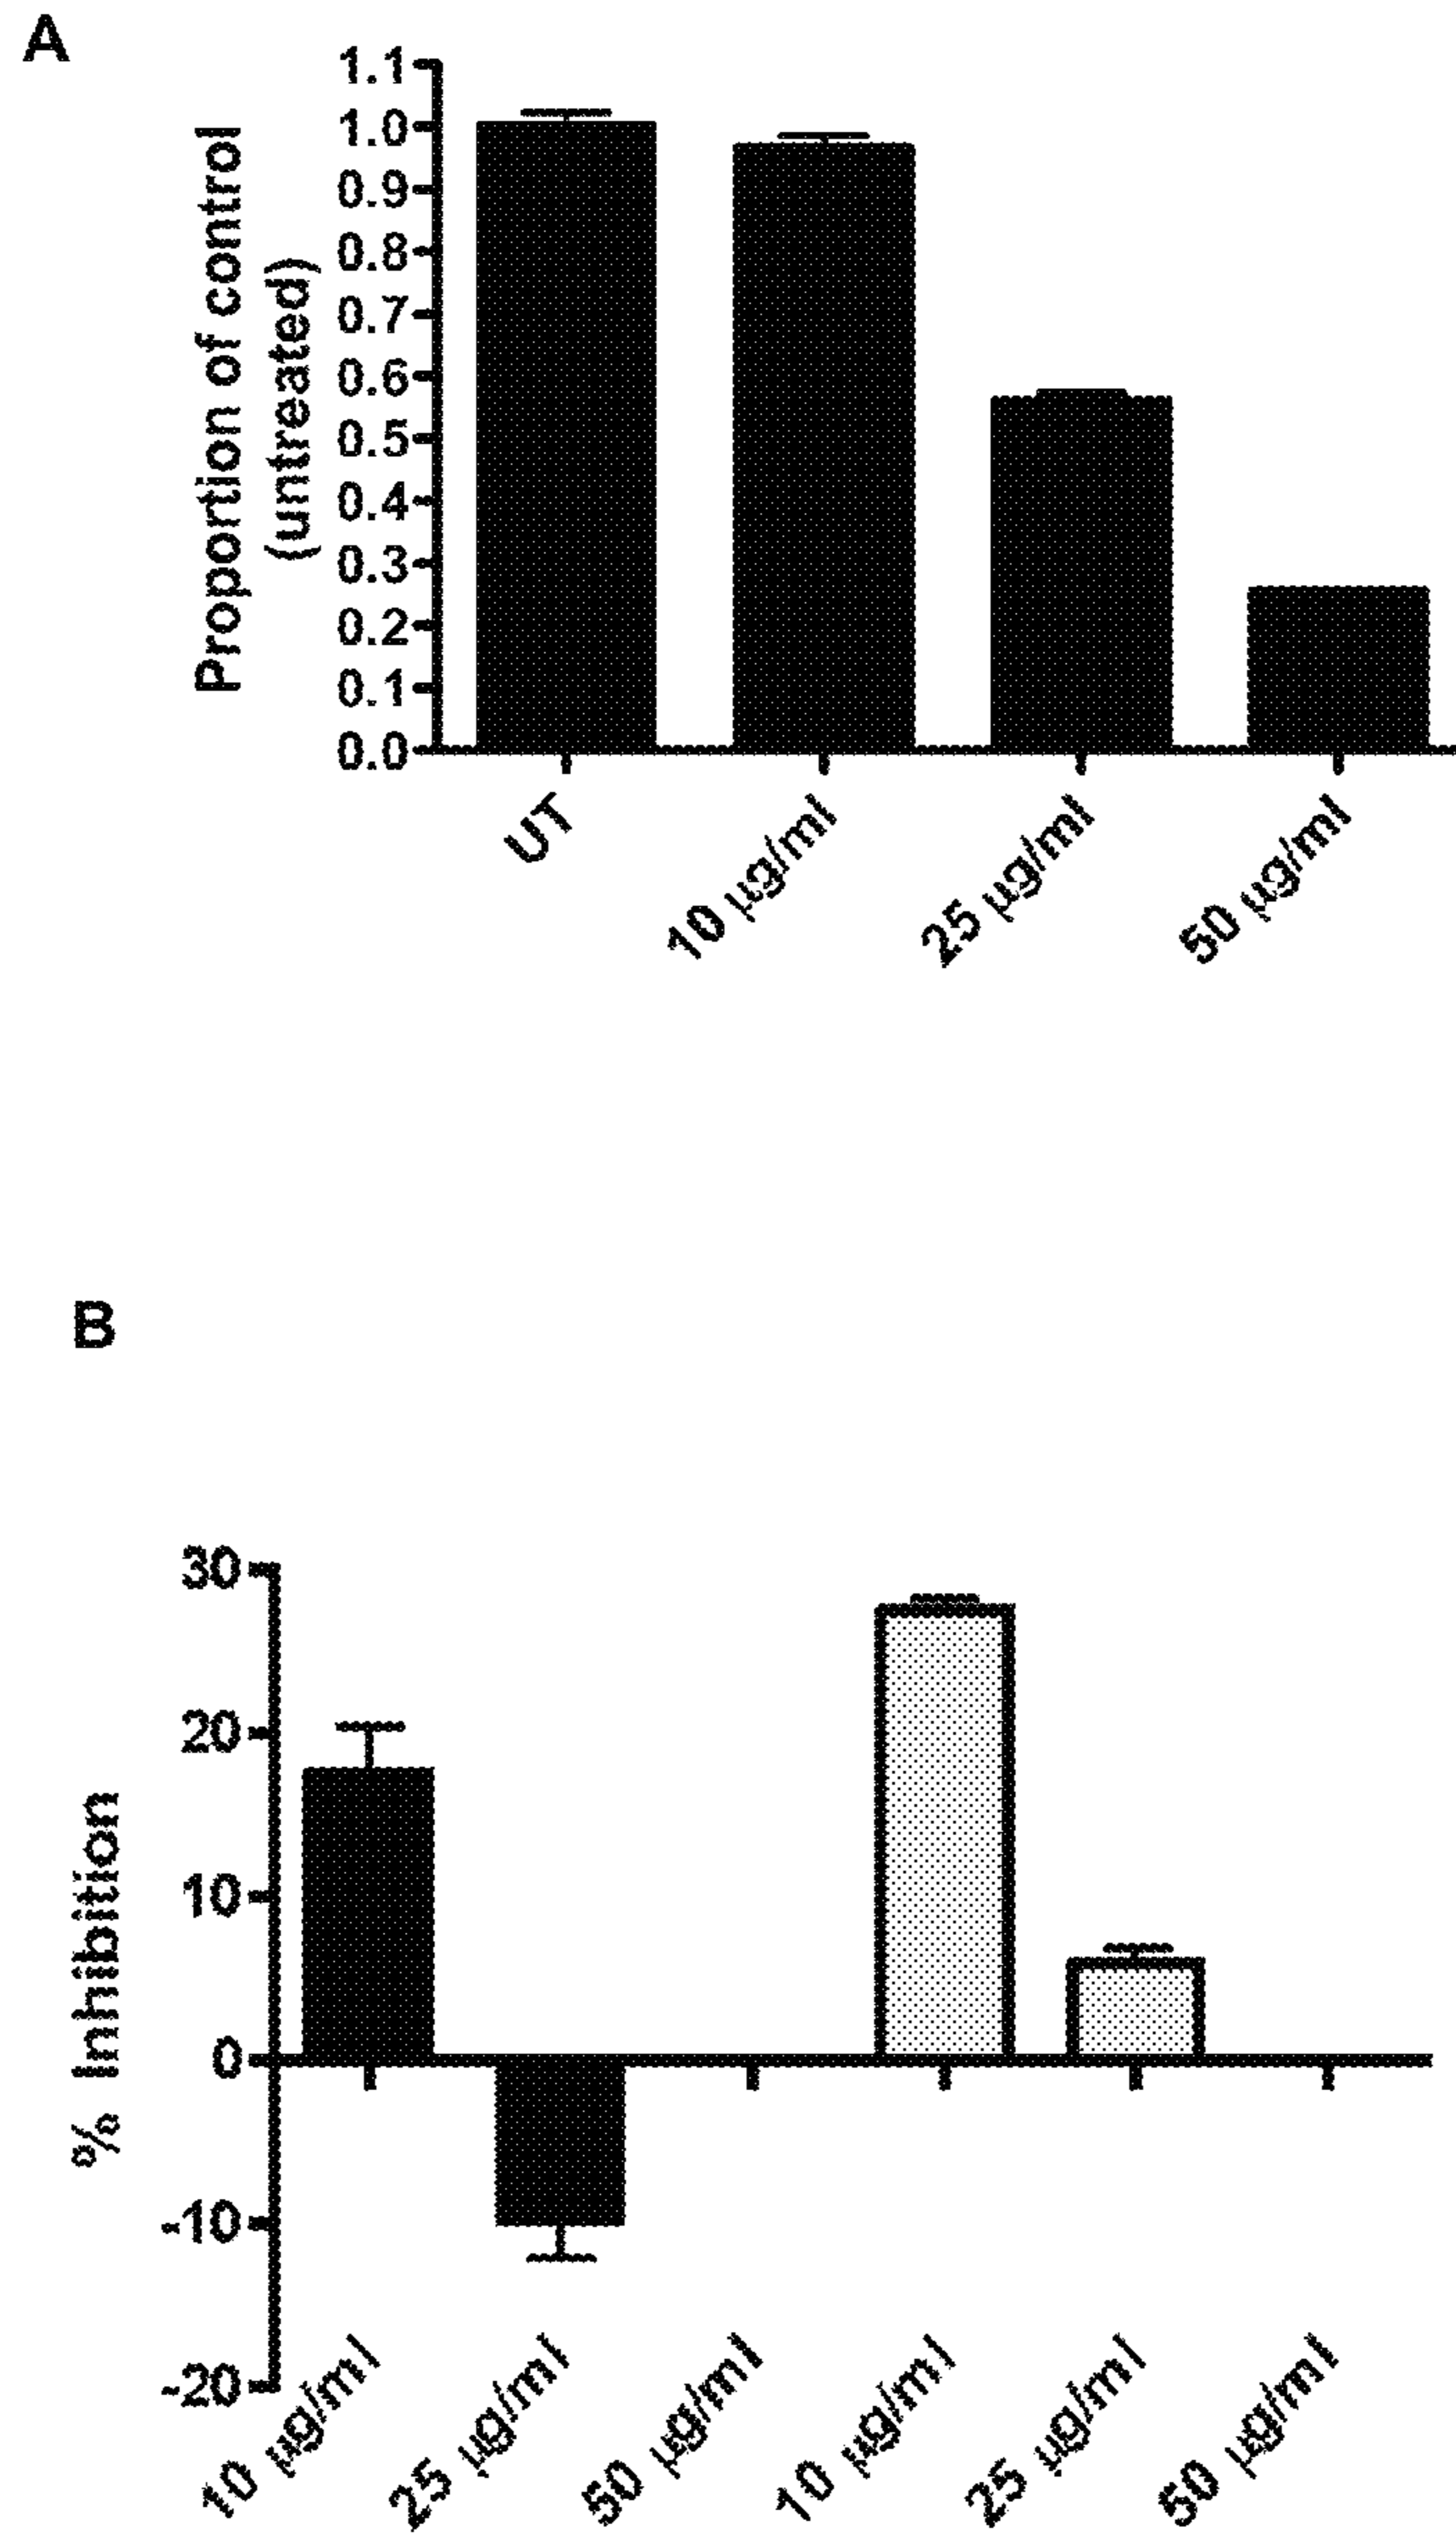 A
Proportion of control
(untreated)
1.1
1.0
0.9
0.8
0.7
0.6
0.5
0.4
0.3
0.2
0.1
0.0
UT
10 µg/ml
25 µg/ml
50 µg/ml
B
% Inhibition
30
20
10
0
-10
-20
10 µg/ml
25 µg/ml
50 µg/ml
10 µg/ml
25 µg/ml
50 µg/ml